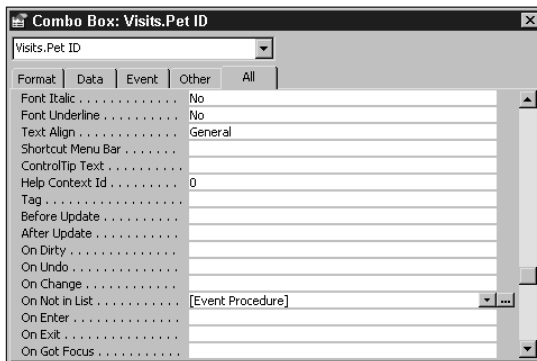 Combo Box: Visits.Pet ID
Visits.Pet ID
Format Data Event Other All
Font Italic . . . . . . . . . . . . . No
Font Underline . . . . . . . . . . No
Text Align . . . . . . . . . . . . . General
Shortcut Menu Bar . . . . . . .
ControlTip Text . . . . . . . . . .
Help Context Id . . . . . . . . . 0
Tag . . . . . . . . . . . . . . . . . .
Before Update . . . . . . . . . .
After Update . . . . . . . . . . .
On Dirty . . . . . . . . . . . . . . .
On Undo . . . . . . . . . . . . . .
On Change . . . . . . . . . . . . .
On Not in List . . . . . . . . . . . [Event Procedure] ...
On Enter . . . . . . . . . . . . . .
On Exit . . . . . . . . . . . . . . . .
On Got Focus . . . . . . . . . . .